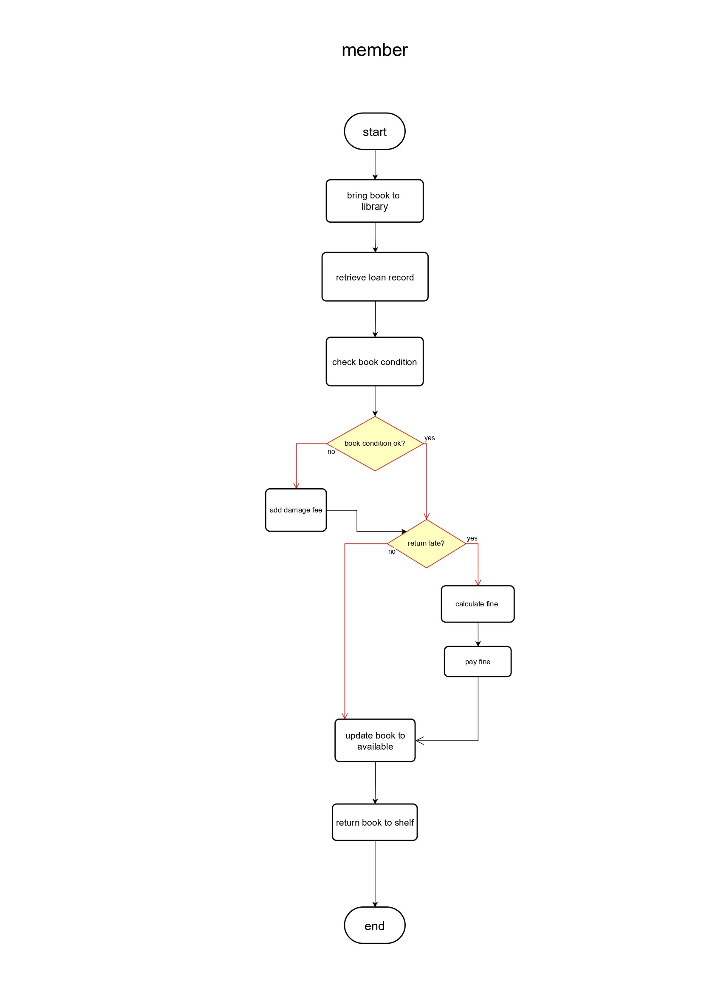 member
start
bring book to
library
retrieve loan record
check book condition
book condition ok?
yes
no
add damage fee
return late?
yes
no
calculate fine
pay fine
update book to
available
return book to shelf
end